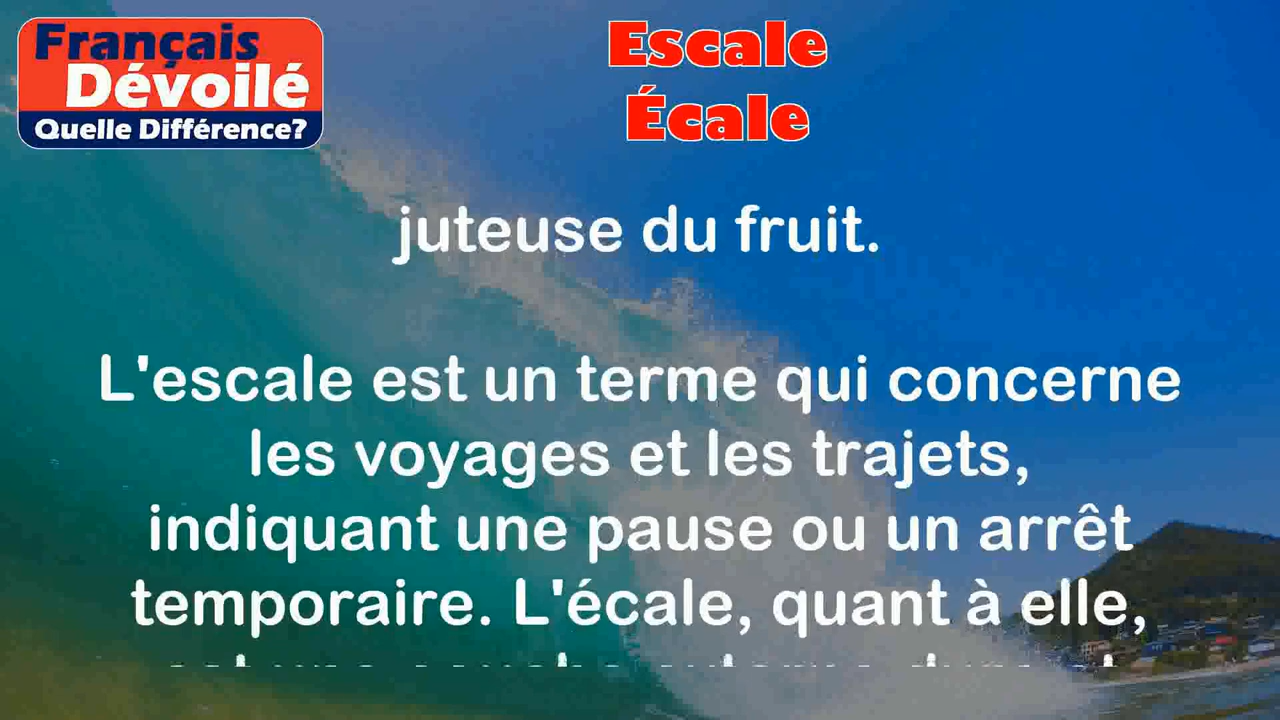 Français
Dévoilé
Quelle Différence?
Escale
Écale
juteuse du fruit.
L'escale est un terme qui concerne
les voyages et les trajets,
indiquant une pause ou un arrêt
temporaire. L'écale, quant à elle,